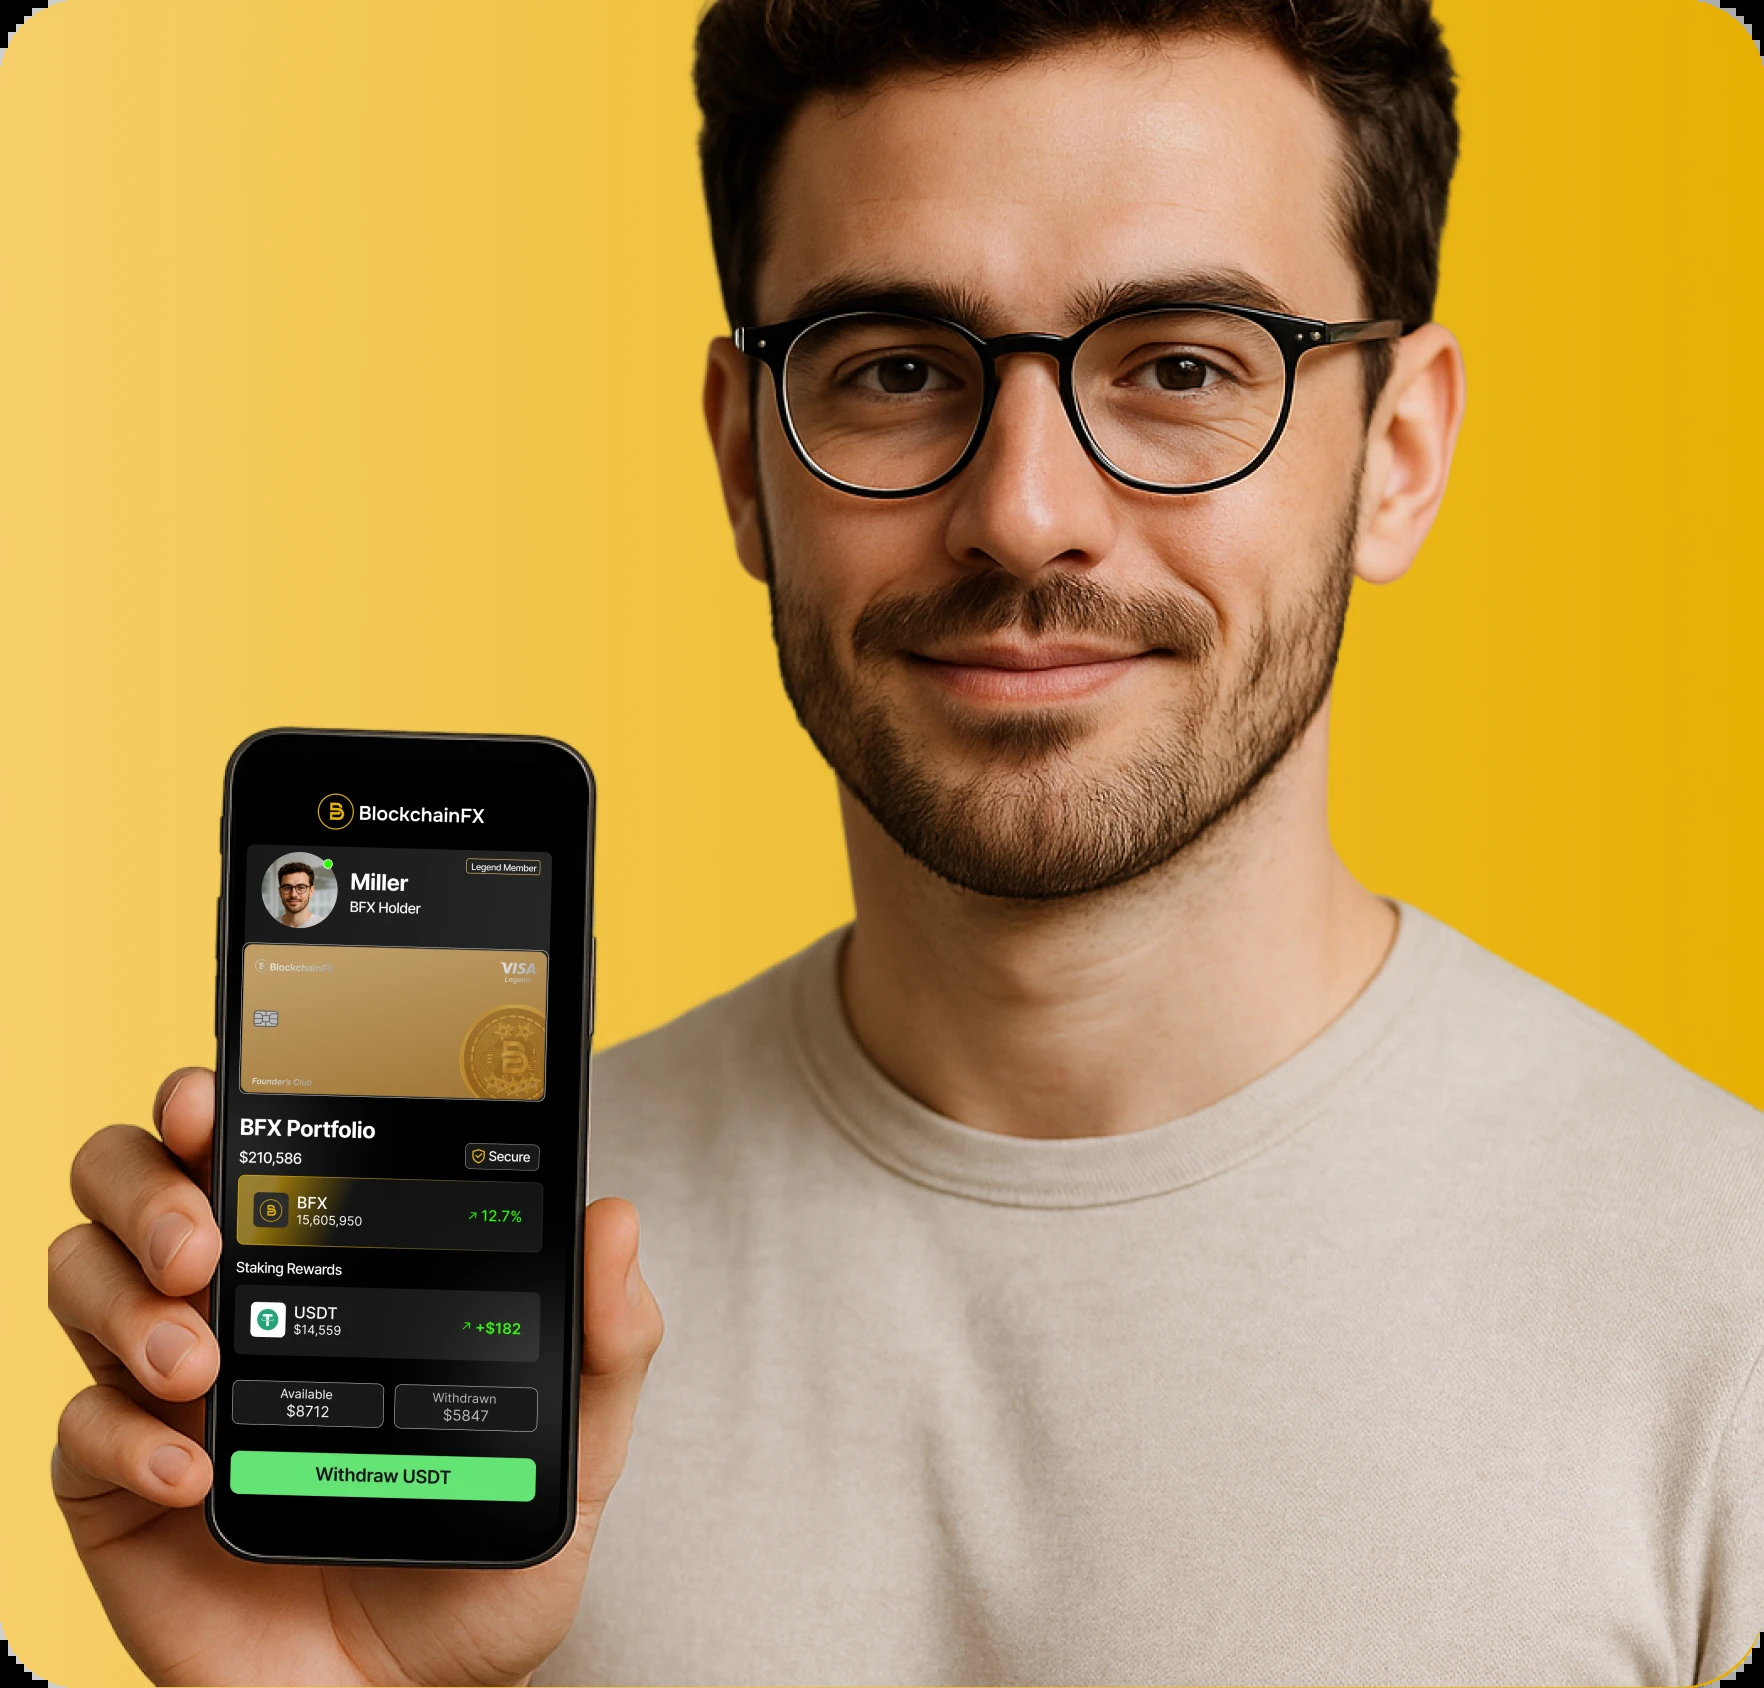 BlockchainFX
Legend Member
Miller
BFX Holder
BlockchainFX
VISA
Legend
Founder's Club
BFX Portfolio
$210,586
Secure
BFX
15,605,950
12.7%
Staking Rewards
USDT
$14,559
+$182
Available
$8712
Withdrawn
$5847
Withdraw USDT